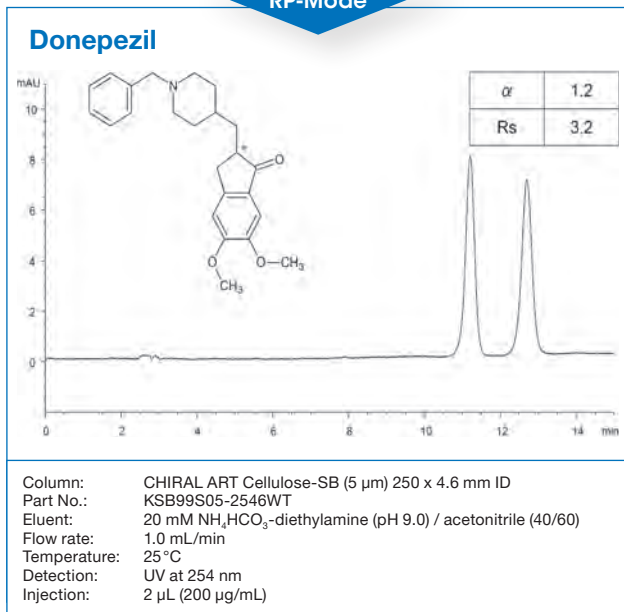 RP-Mode
Donepezil
mAU
10
8
6
4
2
0
0 2 4 6 8 10 12 14 min
N
*
O
O
CH₃
O—CH₃
α 1.2
Rs 3.2
Column: CHIRAL ART Cellulose-SB (5 µm) 250 x 4.6 mm ID
Part No.: KSB99S05-2546WT
Eluent: 20 mM NH₄HCO₃-diethylamine (pH 9.0) / acetonitrile (40/60)
Flow rate: 1.0 mL/min
Temperature: 25°C
Detection: UV at 254 nm
Injection: 2 µL (200 µg/mL)